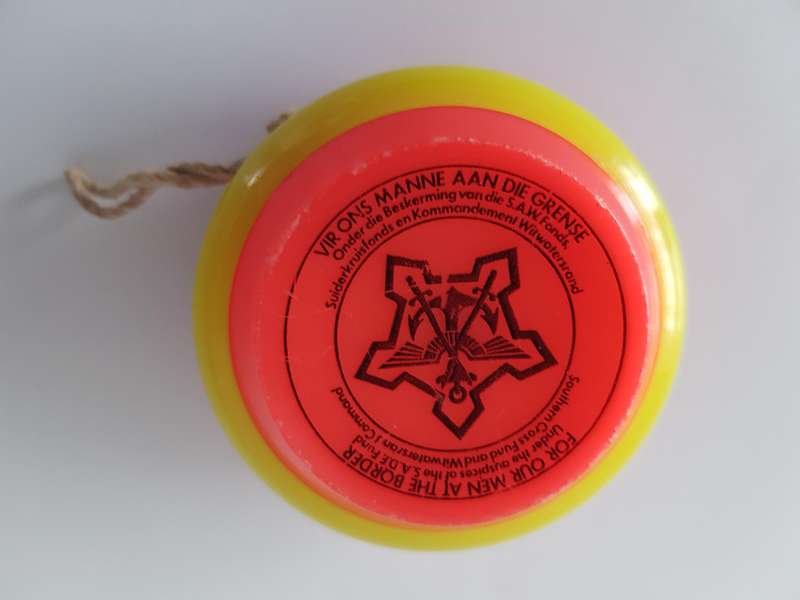 VIR ONS MANNE AAN DIE GRENSE
Onder die Beskerming van die S.A.W. Fonds,
Suiderkruisfonds en Kommandement Witwatersrand
Southern Cross Fund and Witwatersran Command
Under the auspices of the S.A.D.F. Fund
FOR OUR MEN AT THE BORDER